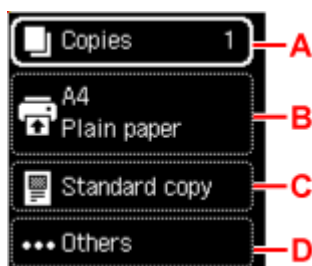 Copies 1 A
A4
Plain paper B
Standard copy C
Others D